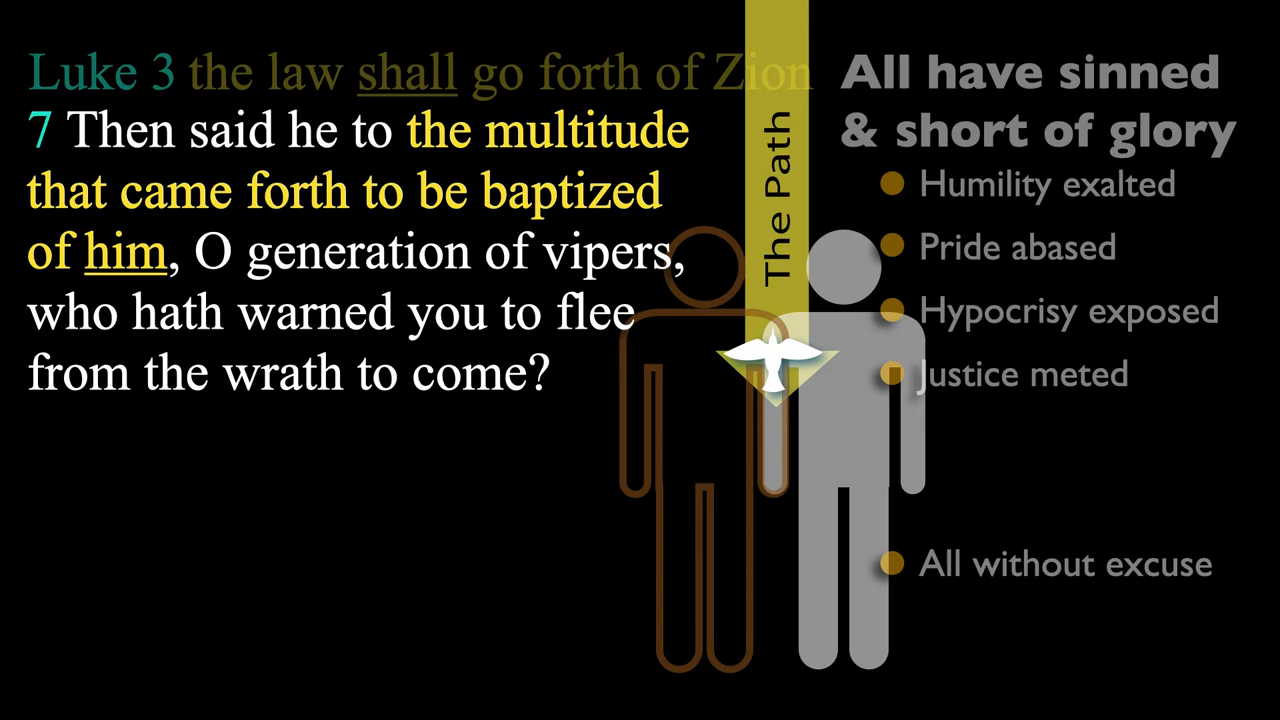 Luke 3 the law shall go forth of Zion
7 Then said he to the multitude
that came forth to be baptized
of him, O generation of vipers,
who hath warned you to flee
from the wrath to come?
The Path
All have sinned
& short of glory
Humility exalted
Pride abased
Hypocrisy exposed
Justice meted
All without excuse